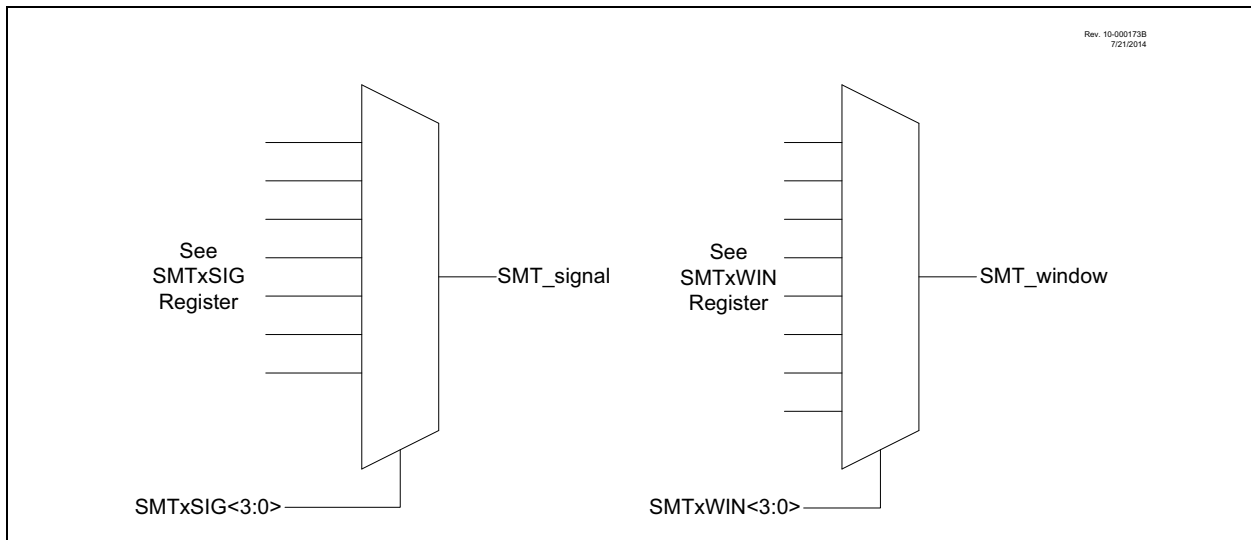 Rev. 10-000173B
7/21/2014
See
SMTxSIG
Register
SMT_signal
SMTxSIG<3:0>
See
SMTxWIN
Register
SMT_window
SMTxWIN<3:0>